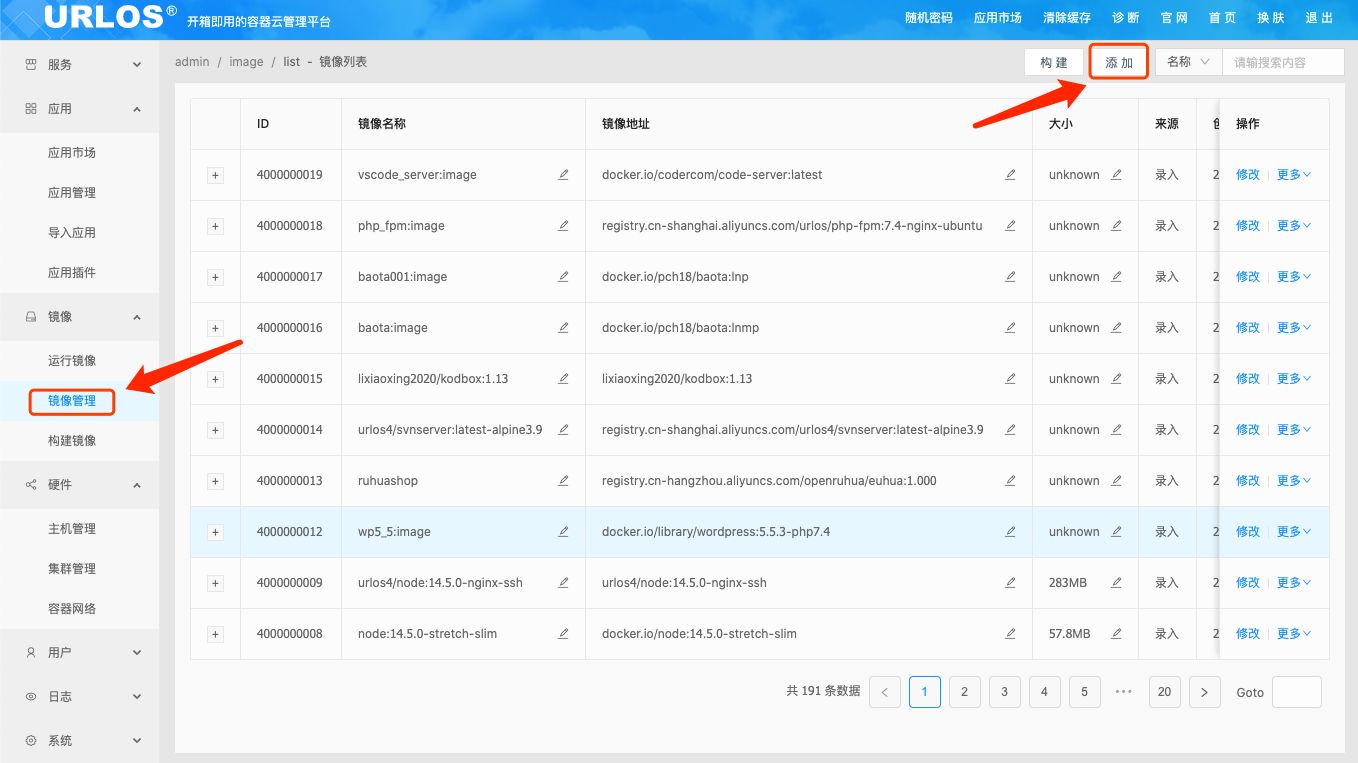 URLOS® 开箱即用的容器云管理平台 随机密码 应用市场 清除缓存 诊 断 官 网 首 页 换 肤 退 出
服务
应用
应用市场
应用管理
导入应用
应用插件
镜像
运行镜像
镜像管理
构建镜像
硬件
主机管理
集群管理
容器网络
用户
日志
系统
admin / image / list - 镜像列表 构 建 添 加 名称 请输搜索内容
ID 镜像名称 镜像地址 大小 来源 操作
+ 4000000019 vscode_server:image docker.io/codercom/code-server:latest unknown 录入 2 修改 更多
+ 4000000018 php_fpm:image registry.cn-shanghai.aliyuncs.com/urlos/php-fpm:7.4-nginx-ubuntu unknown 录入 2 修改 更多
+ 4000000017 baota001:image docker.io/pch18/baota:lnp unknown 录入 2 修改 更多
+ 4000000016 baota:image docker.io/pch18/baota:lnmp unknown 录入 2 修改 更多
+ 4000000015 lixiaoxing2020/kodbox:1.13 lixiaoxing2020/kodbox:1.13 unknown 录入 2 修改 更多
+ 4000000014 urlos4/svnserver:latest-alpine3.9 registry.cn-shanghai.aliyuncs.com/urlos4/svnserver:latest-alpine3.9 unknown 录入 2 修改 更多
+ 4000000013 ruhuashop registry.cn-hangzhou.aliyuncs.com/openruhua/euhua:1.000 unknown 录入 2 修改 更多
+ 4000000012 wp5_5:image docker.io/library/wordpress:5.5.3-php7.4 unknown 录入 2 修改 更多
+ 4000000009 urlos4/node:14.5.0-nginx-ssh urlos4/node:14.5.0-nginx-ssh 283MB 录入 2 修改 更多
+ 4000000008 node:14.5.0-stretch-slim docker.io/node:14.5.0-stretch-slim 57.8MB 录入 2 修改 更多
共 191 条数据 < 1 2 3 4 5 ••• 20 > Goto